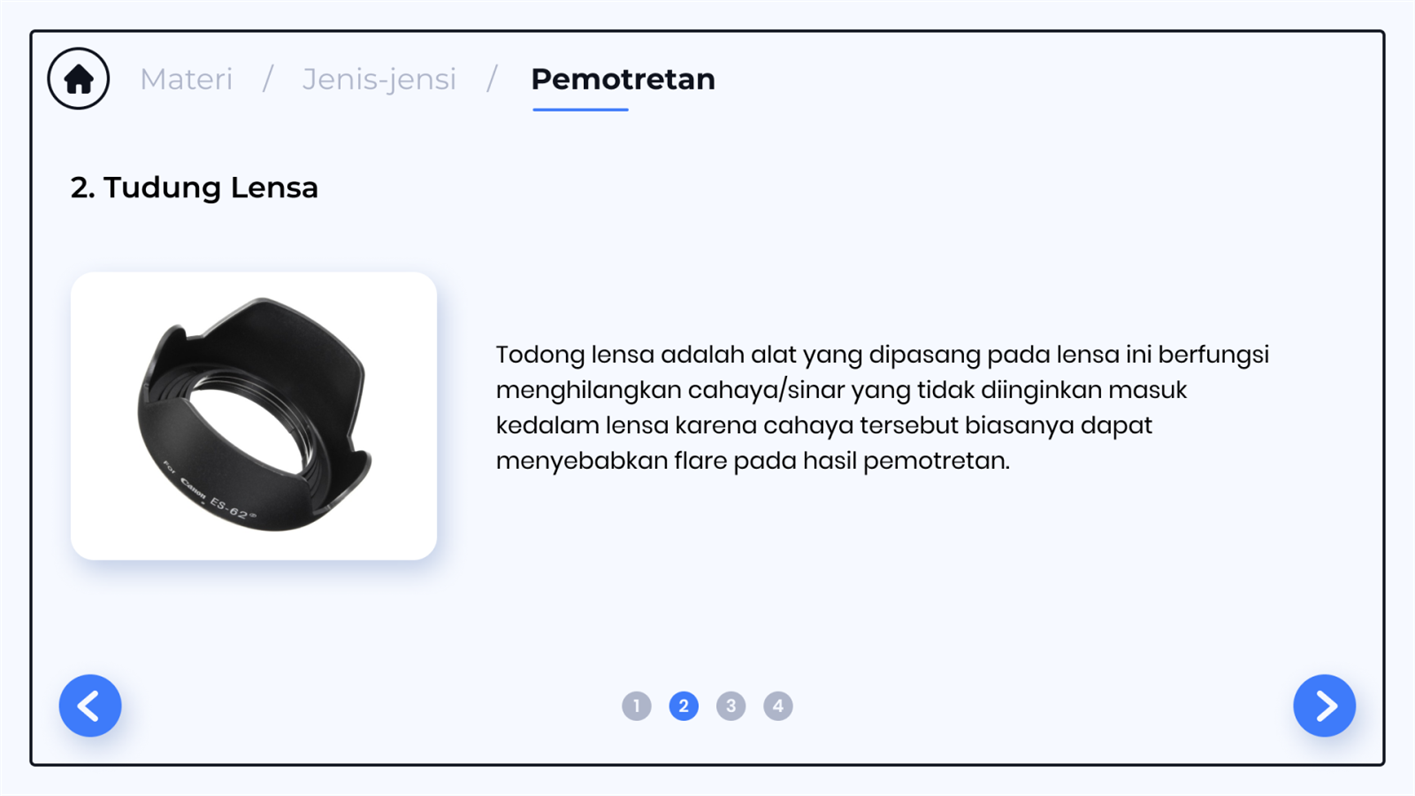 Materi / Jenis-jensi / Pemotretan
2. Tudung Lensa
Todong lensa adalah alat yang dipasang pada lensa ini berfungsi
menghilangkan cahaya/sinar yang tidak diinginkan masuk
kedalam lensa karena cahaya tersebut biasanya dapat
menyebabkan flare pada hasil pemotretan.
For Canon ES-62
1 2 3 4